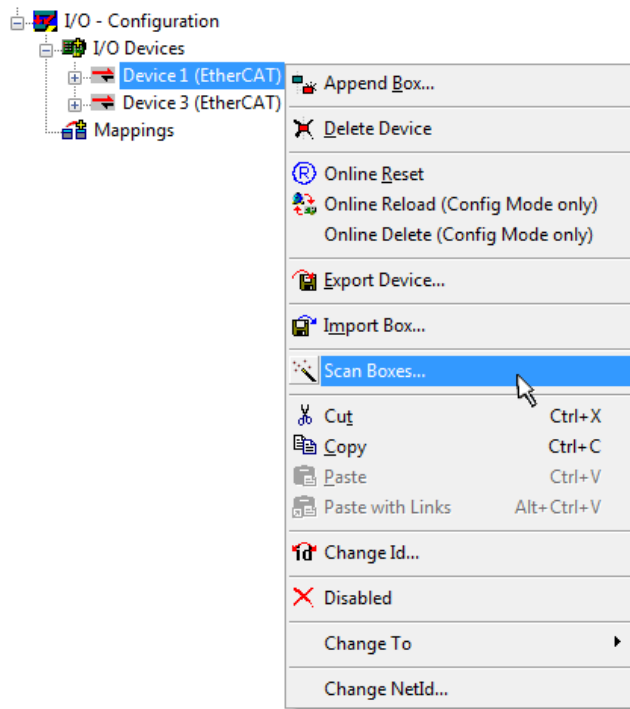 I/O - Configuration
I/O Devices
Device 1 (EtherCAT)
Device 3 (EtherCAT)
Mappings
Append Box...
Delete Device
Online Reset
Online Reload (Config Mode only)
Online Delete (Config Mode only)
Export Device...
Import Box...
Scan Boxes...
Cut Ctrl+X
Copy Ctrl+C
Paste Ctrl+V
Paste with Links Alt+Ctrl+V
Change Id...
Disabled
Change To
Change NetId...